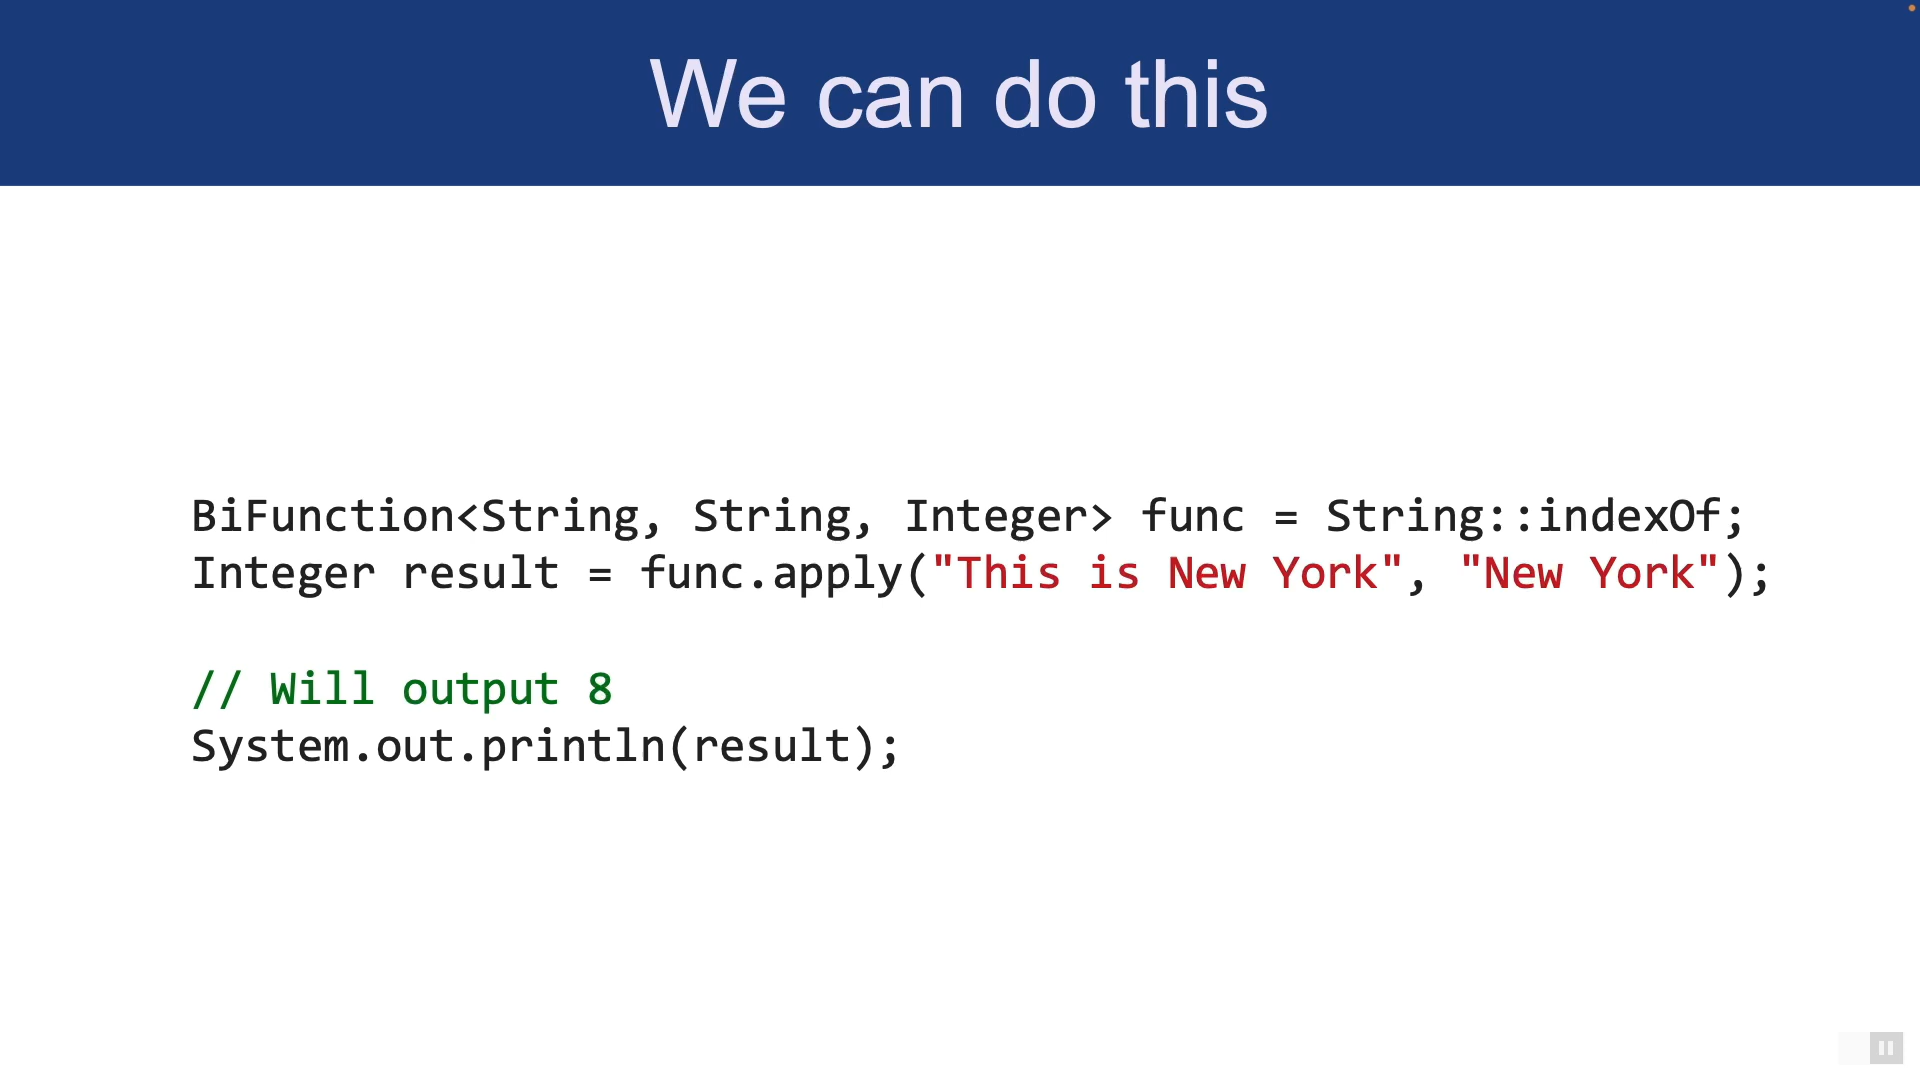 We can do this
BiFunction<String, String, Integer> func = String::indexOf;
Integer result = func.apply("This is New York", "New York");
// Will output 8
System.out.println(result);